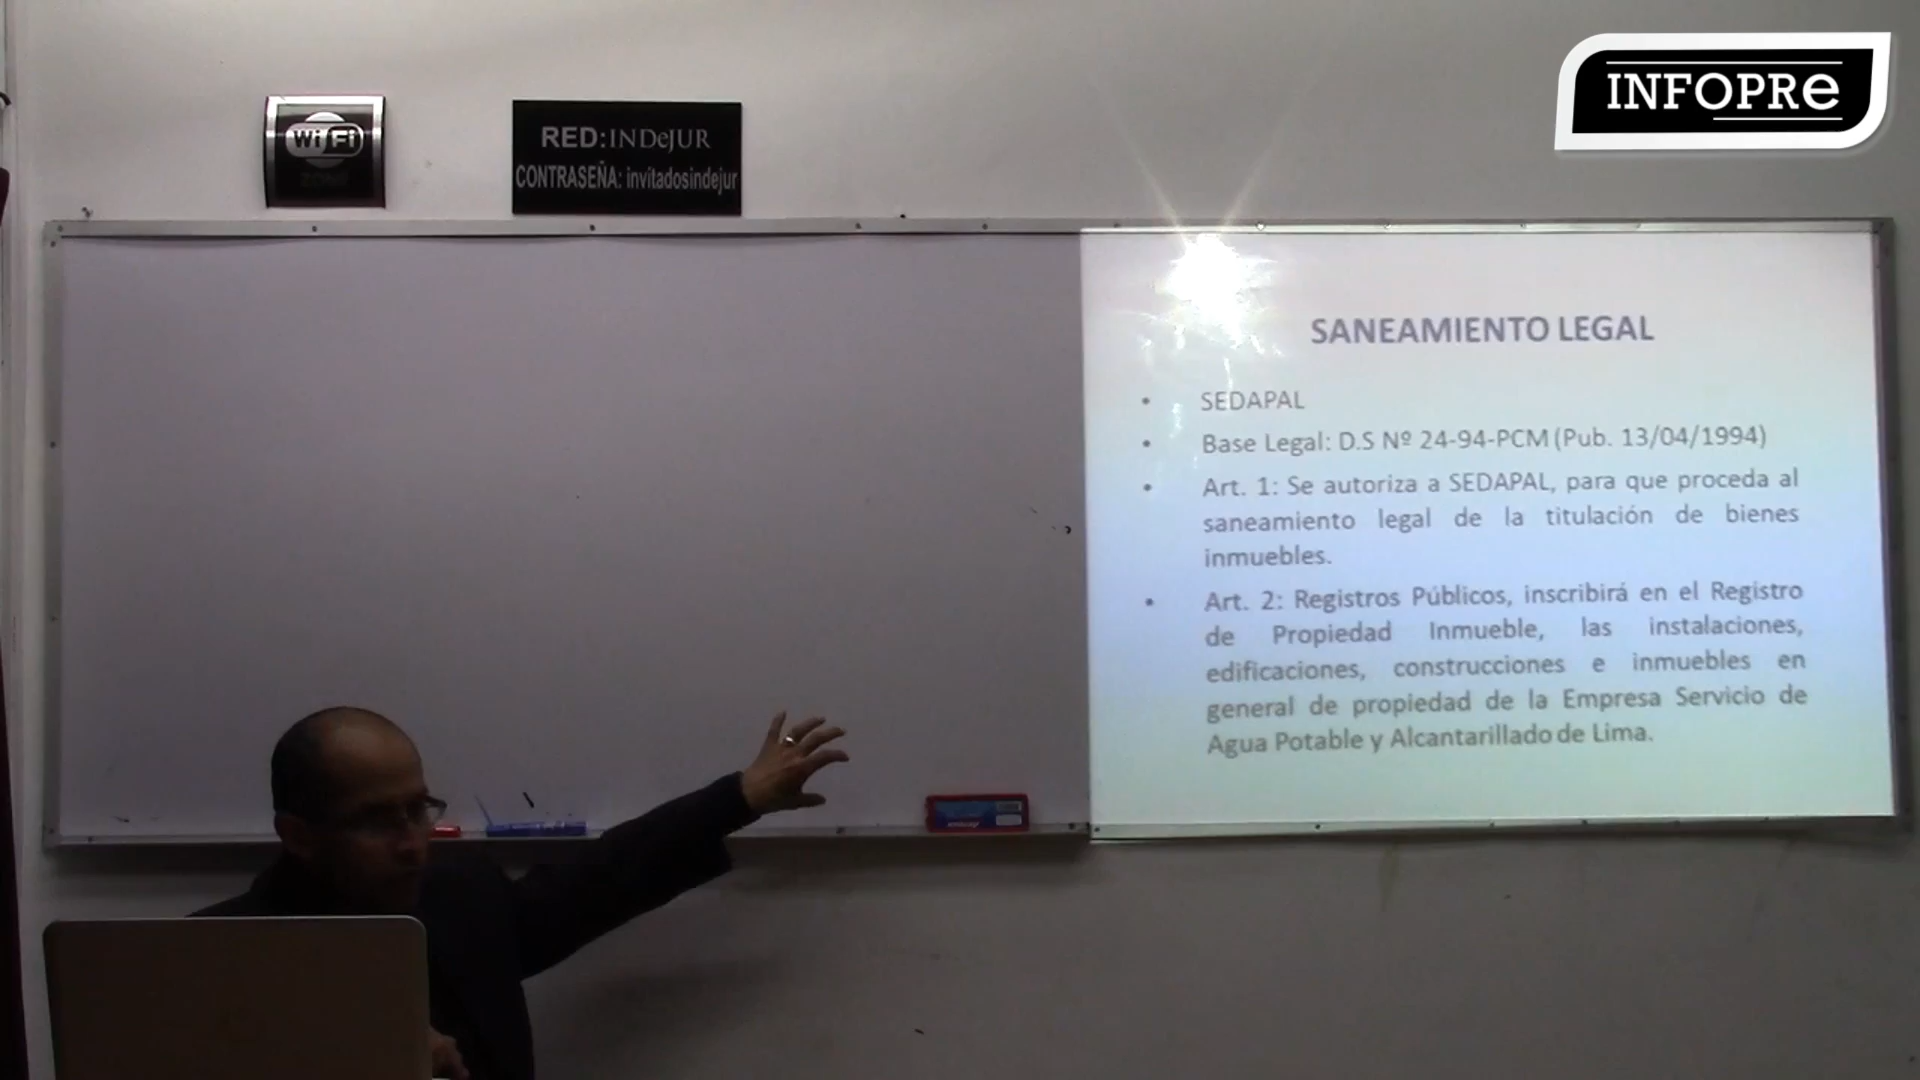 INFOPRe
Wi Fi
ZONE
RED:INDeJUR
CONTRASEÑA: invitadosindejur
SANEAMIENTO LEGAL
• SEDAPAL
• Base Legal: D.S Nº 24-94-PCM (Pub. 13/04/1994)
• Art. 1: Se autoriza a SEDAPAL, para que proceda al
saneamiento legal de la titulación de bienes
inmuebles.
• Art. 2: Registros Públicos, inscribirá en el Registro
de Propiedad Inmueble, las instalaciones,
edificaciones, construcciones e inmuebles en
general de propiedad de la Empresa Servicio de
Agua Potable y Alcantarillado de Lima.